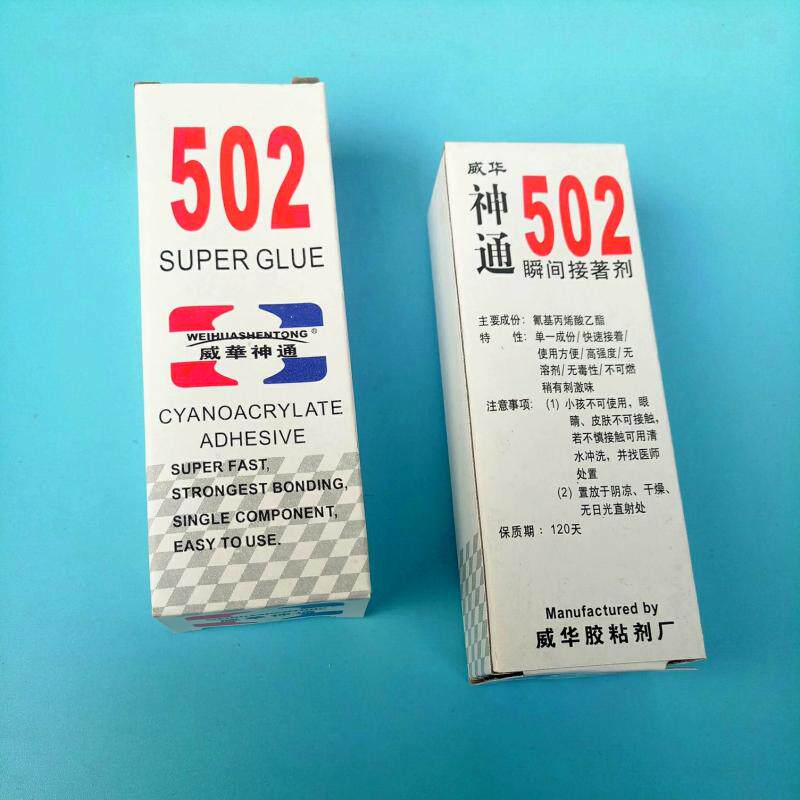 502
SUPER GLUE
WEIHUASHENTONG®
威華神通
CYANOACRYLATE
ADHESIVE
SUPER FAST,
STRONGEST BONDING,
SINGLE COMPONENT,
EASY TO USE.
威华
神通
502
瞬间接著剂
主要成份：氰基丙烯酸乙酯
特 性：单一成份/快速接着/
使用方便/高强度/无
溶剂/无毒性/不可燃
稍有刺激味
注意事项：(1) 小孩不可使用，眼
睛、皮肤不可接触，
若不慎接触可用清
水冲洗，并找医师
处置
(2) 置放于阴凉、干燥、
无日光直射处
保质期：120天
Manufactured by
威华胶粘剂厂